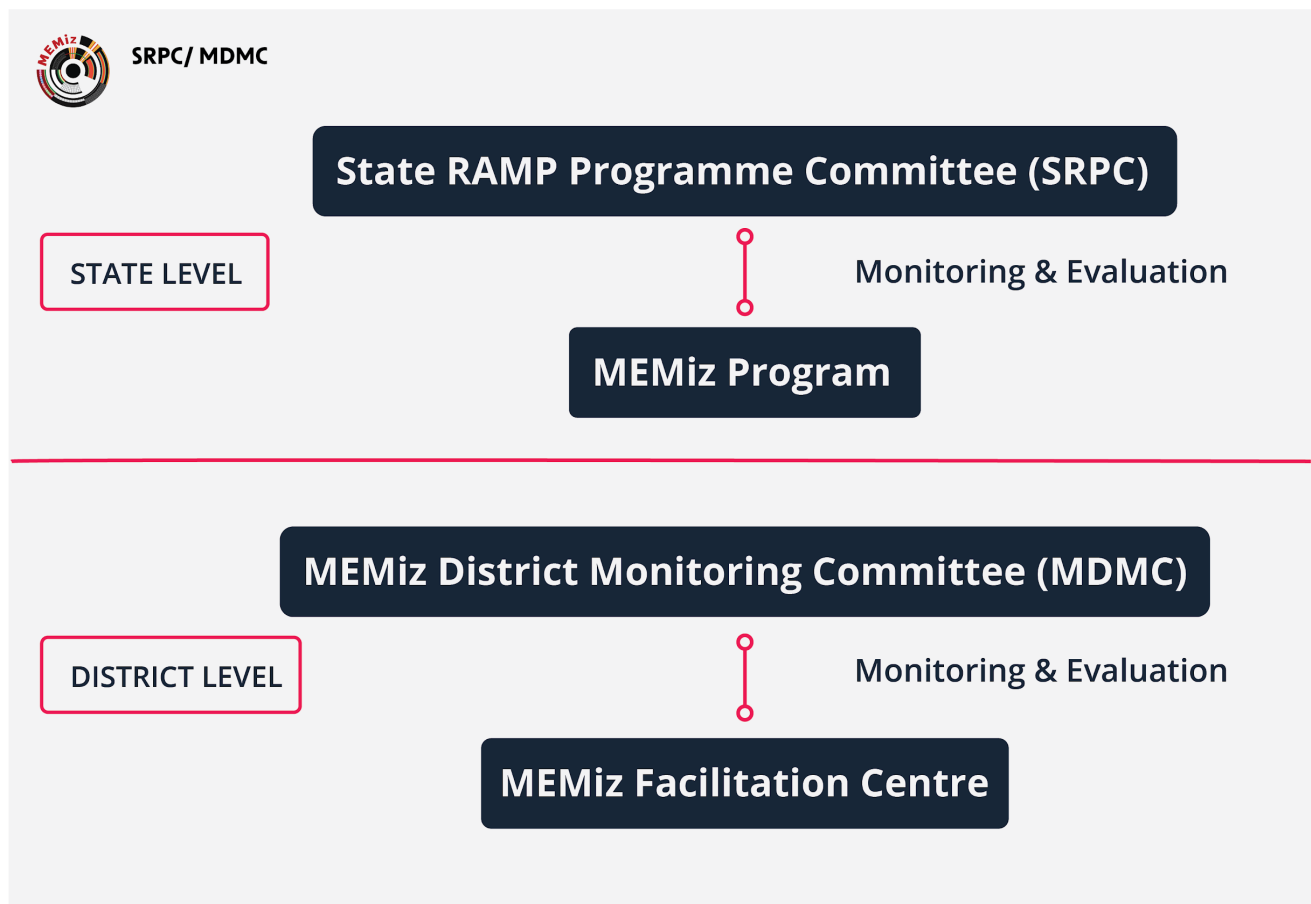 MEMiz
SRPC/ MDMC
State RAMP Programme Committee (SRPC)
STATE LEVEL
Monitoring & Evaluation
MEMiz Program
MEMiz District Monitoring Committee (MDMC)
DISTRICT LEVEL
Monitoring & Evaluation
MEMiz Facilitation Centre